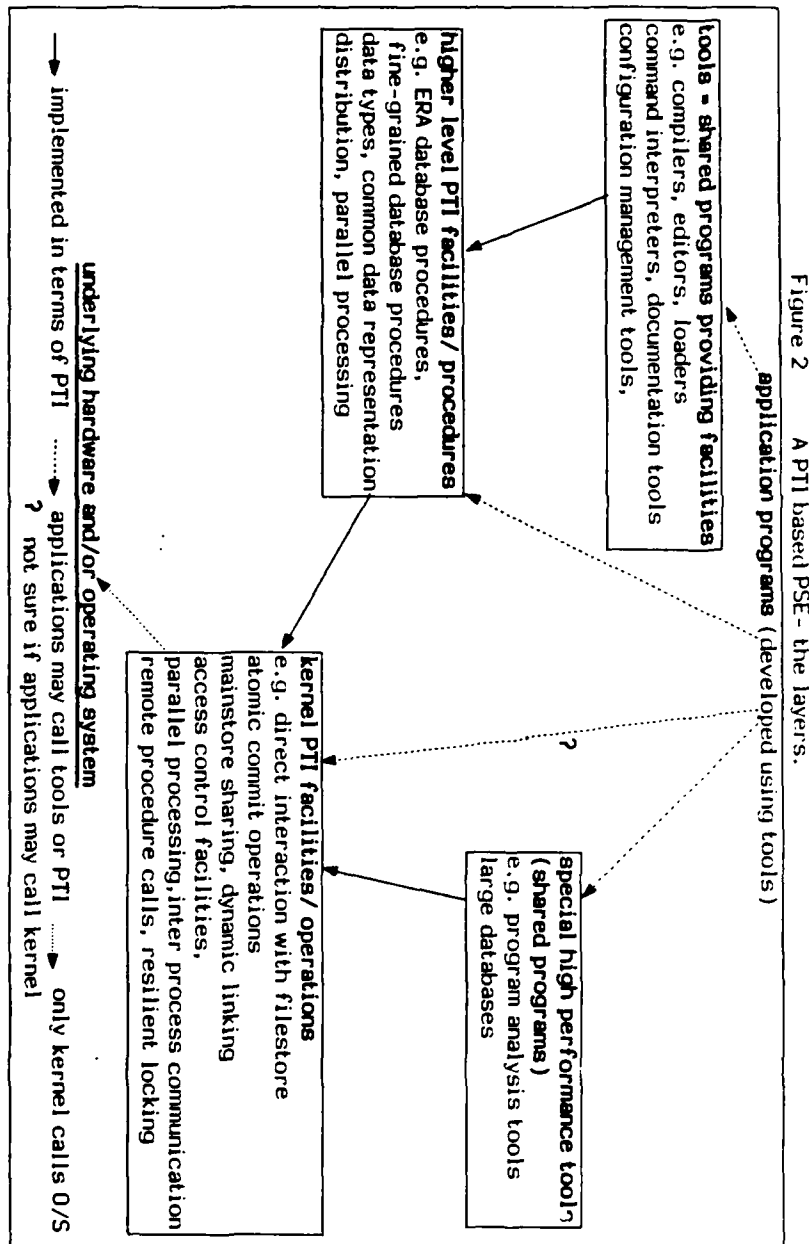 Figure 2 A PTI based PSE - the layers.
application programs (developed using tools)
tools = shared programs providing facilities
e.g. compilers, editors, loaders
command interpreters, documentation tools
configuration management tools,
special high performance tools
(shared programs)
e.g. program analysis tools
large databases
?
higher level PTI facilities/ procedures
e.g. ERA database procedures,
fine-grained database procedures
data types, common data representation
distribution, parallel processing
kernel PTI facilities/ operations
e.g. direct interaction with filestore
atomic commit operations
mainstore sharing, dynamic linking
access control facilities,
parallel processing, inter process communication
remote procedure calls, resilient locking
underlying hardware and/or operating system
implemented in terms of PTI applications may call tools or PTI only kernel calls O/S
? not sure if applications may call kernel